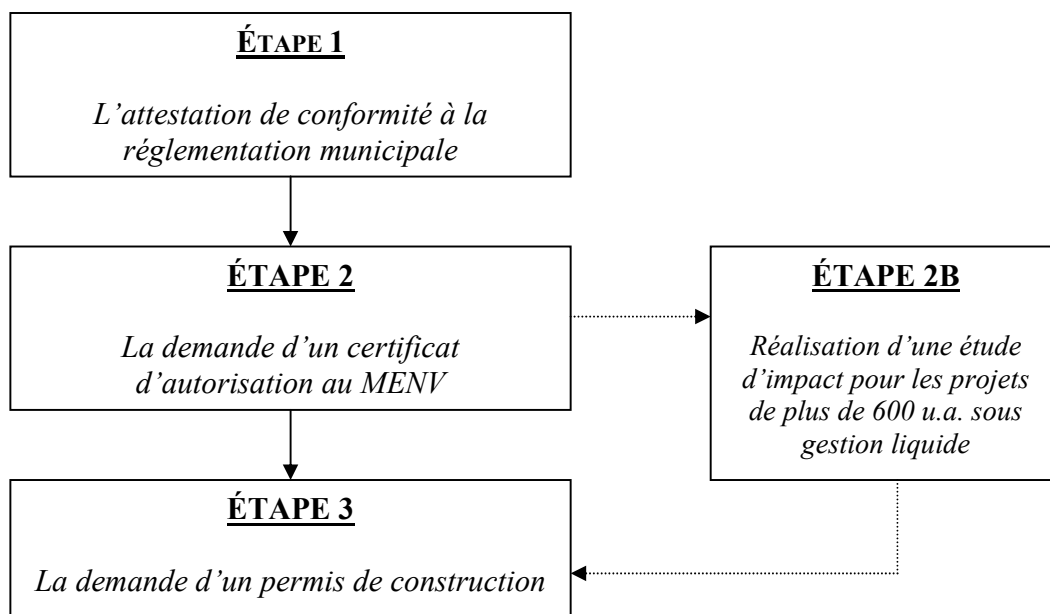 ÉTAPE 1
L’attestation de conformité à la
réglementation municipale
ÉTAPE 2
La demande d’un certificat
d’autorisation au MENV
ÉTAPE 2B
Réalisation d’une étude
d’impact pour les projets
de plus de 600 u.a. sous
gestion liquide
ÉTAPE 3
La demande d’un permis de construction